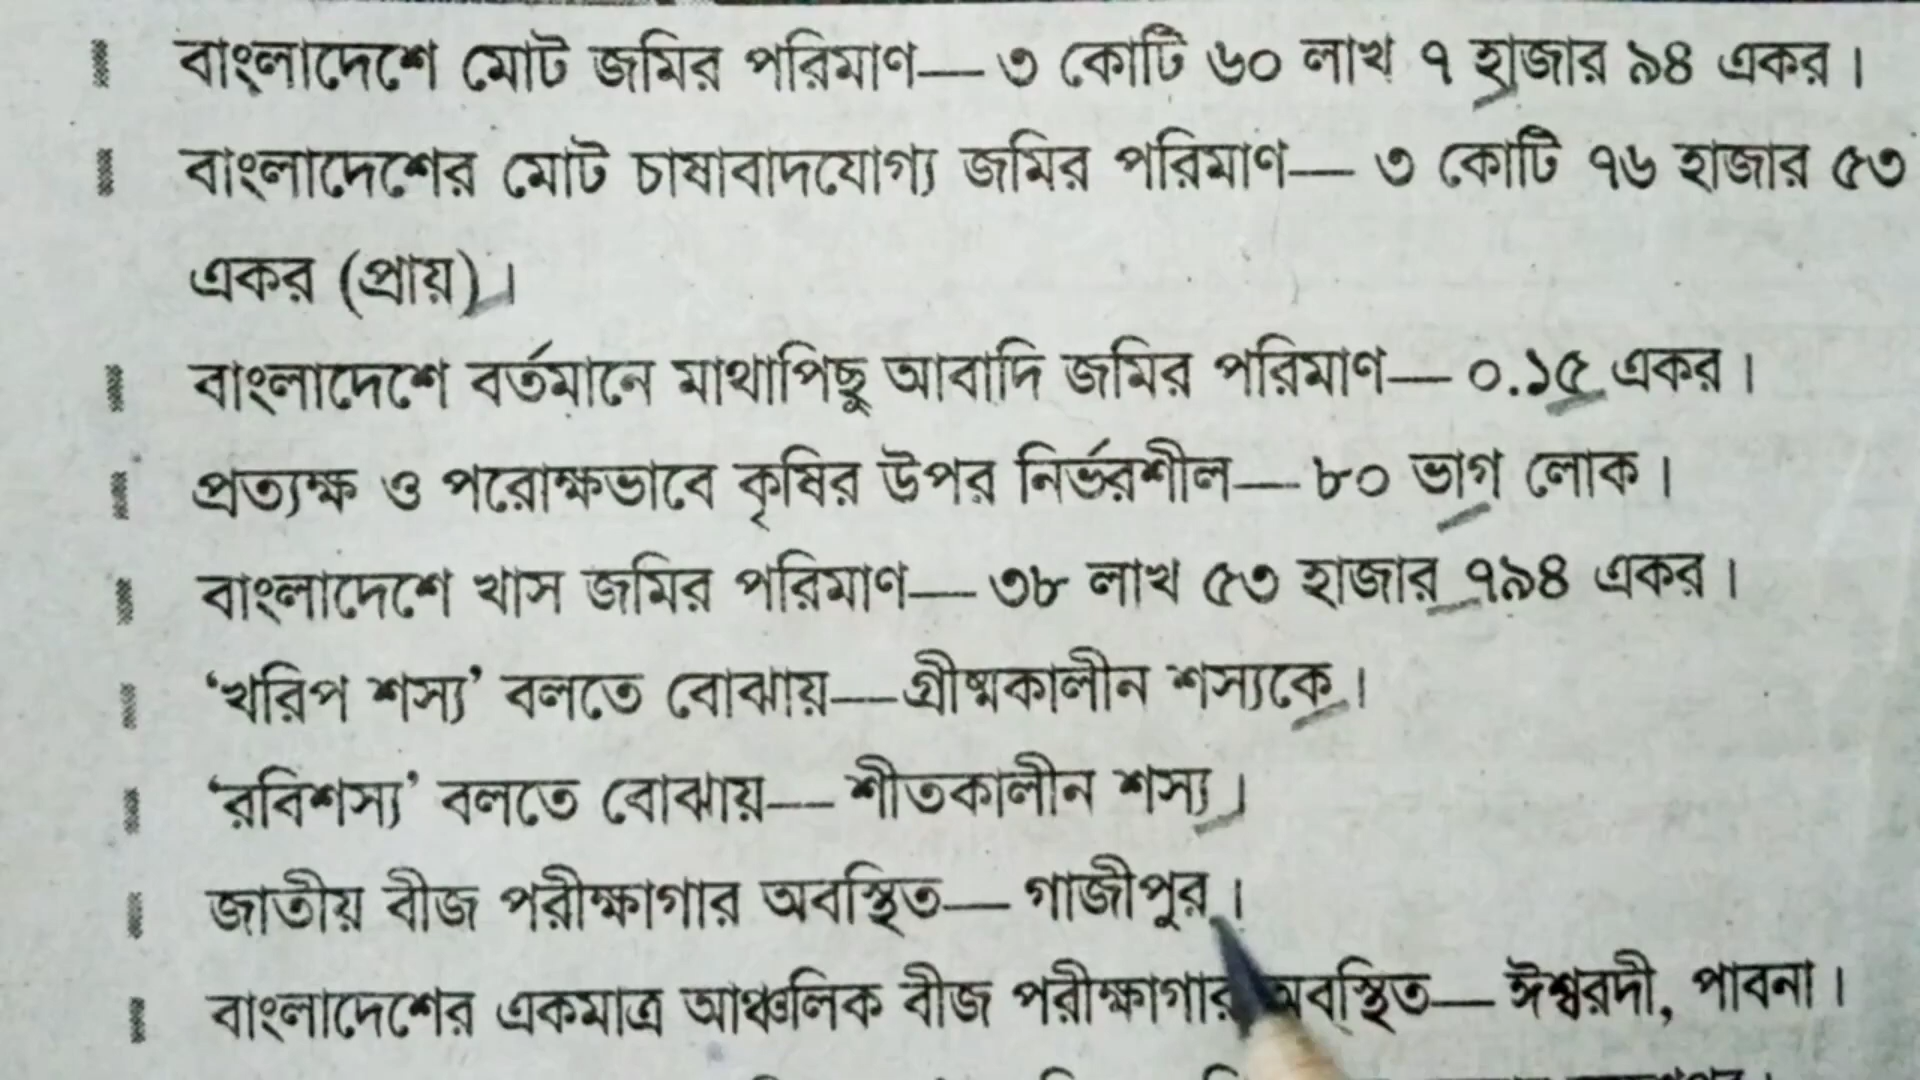 বাংলাদেশে মোট জমির পরিমাণ— ৩ কোটি ৬০ লাখ ৭ হাজার ৯৪ একর।
বাংলাদেশের মোট চাষাবাদযোগ্য জমির পরিমাণ— ৩ কোটি ৭৬ হাজার ৫৩
একর (প্রায়)।
বাংলাদেশে বর্তমানে মাথাপিছু আবাদি জমির পরিমাণ— ০.১৫ একর।
প্রত্যক্ষ ও পরোক্ষভাবে কৃষির উপর নির্ভরশীল— ৮০ ভাগ লোক।
বাংলাদেশে খাস জমির পরিমাণ— ৩৮ লাখ ৫৩ হাজার ৭৯৪ একর।
‘খরিপ শস্য’ বলতে বোঝায়—গ্রীষ্মকালীন শস্যকে।
‘রবিশস্য’ বলতে বোঝায়— শীতকালীন শস্য।
জাতীয় বীজ পরীক্ষাগার অবস্থিত— গাজীপুর।
বাংলাদেশের একমাত্র আঞ্চলিক বীজ পরীক্ষাগার অবস্থিত— ঈশ্বরদী, পাবনা।